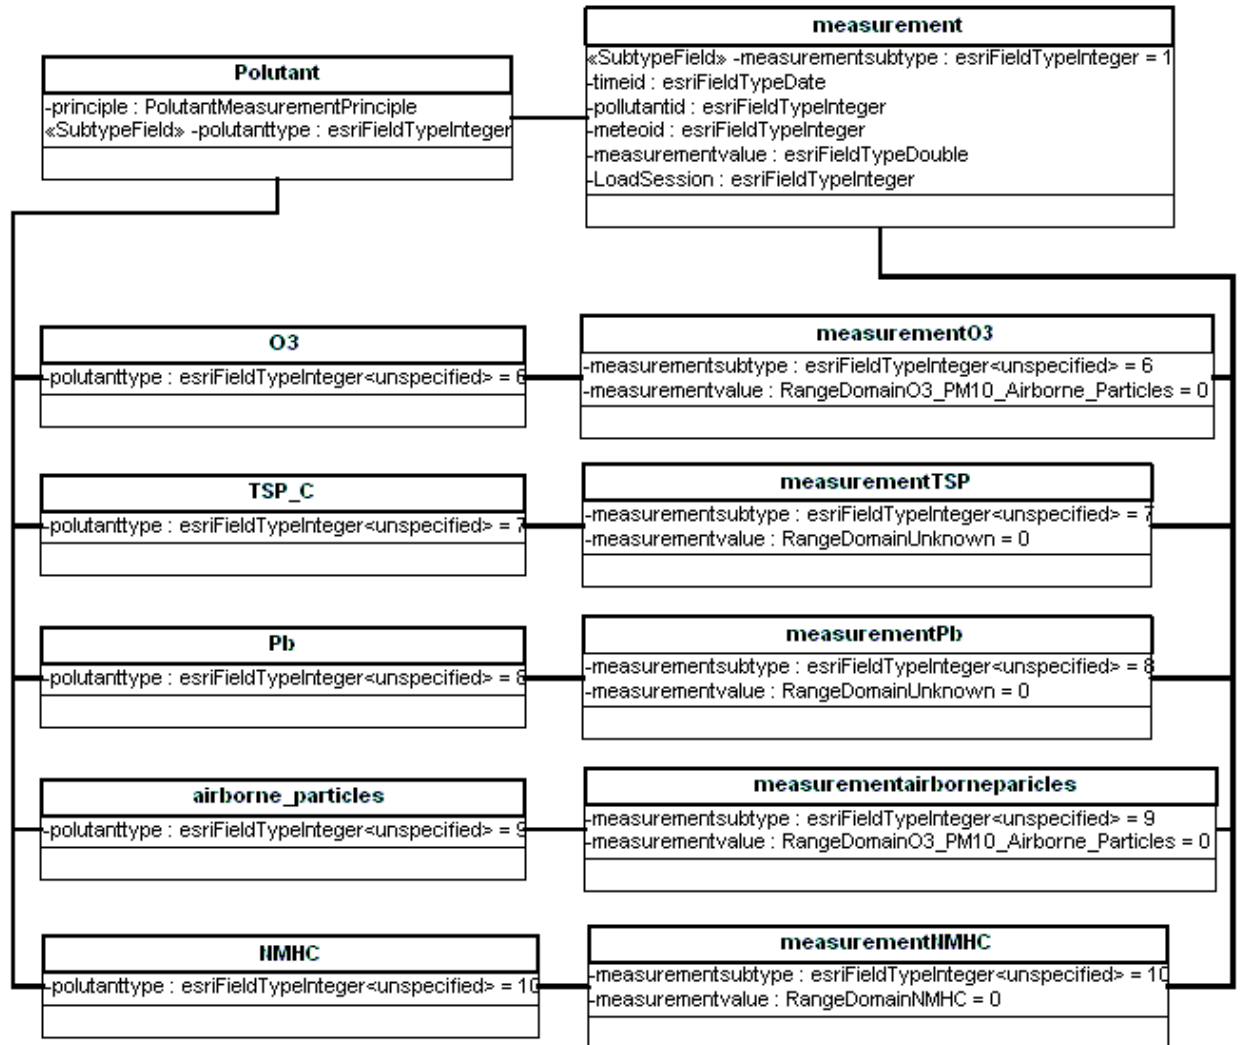 measurement
«SubtypeField» -measurementsubtype : esriFieldTypeInteger = 1
-timeid : esriFieldTypeDate
-pollutantid : esriFieldTypeInteger
-meteoid : esriFieldTypeInteger
-measurementvalue : esriFieldTypeDouble
-LoadSession : esriFieldTypeInteger
Polutant
-principle : PolutantMeasurementPrinciple
«SubtypeField» -polutanttype : esriFieldTypeInteger
O3
-polutanttype : esriFieldTypeInteger<unspecified> = 6
measurementO3
-measurementsubtype : esriFieldTypeInteger<unspecified> = 6
-measurementvalue : RangeDomainO3_PM10_Airborne_Particles = 0
TSP_C
-polutanttype : esriFieldTypeInteger<unspecified> = 7
measurementTSP
-measurementsubtype : esriFieldTypeInteger<unspecified> = 7
-measurementvalue : RangeDomainUnknown = 0
Pb
-polutanttype : esriFieldTypeInteger<unspecified> = 8
measurementPb
-measurementsubtype : esriFieldTypeInteger<unspecified> = 8
-measurementvalue : RangeDomainUnknown = 0
airborne_particles
-polutanttype : esriFieldTypeInteger<unspecified> = 9
measurementairborneparicles
-measurementsubtype : esriFieldTypeInteger<unspecified> = 9
-measurementvalue : RangeDomainO3_PM10_Airborne_Particles = 0
NMHC
-polutanttype : esriFieldTypeInteger<unspecified> = 10
measurementNMHC
-measurementsubtype : esriFieldTypeInteger<unspecified> = 10
-measurementvalue : RangeDomainNMHC = 0